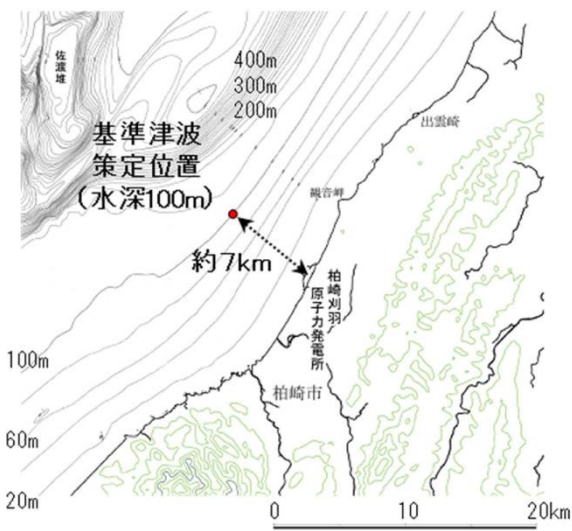 佐渡堆
400m
300m
200m
基準津波
策定位置
(水深100m)
出雲崎
観音岬
約7km
柏崎刈羽
原子力発電所
100m
柏崎市
60m
20m
0 10 20km